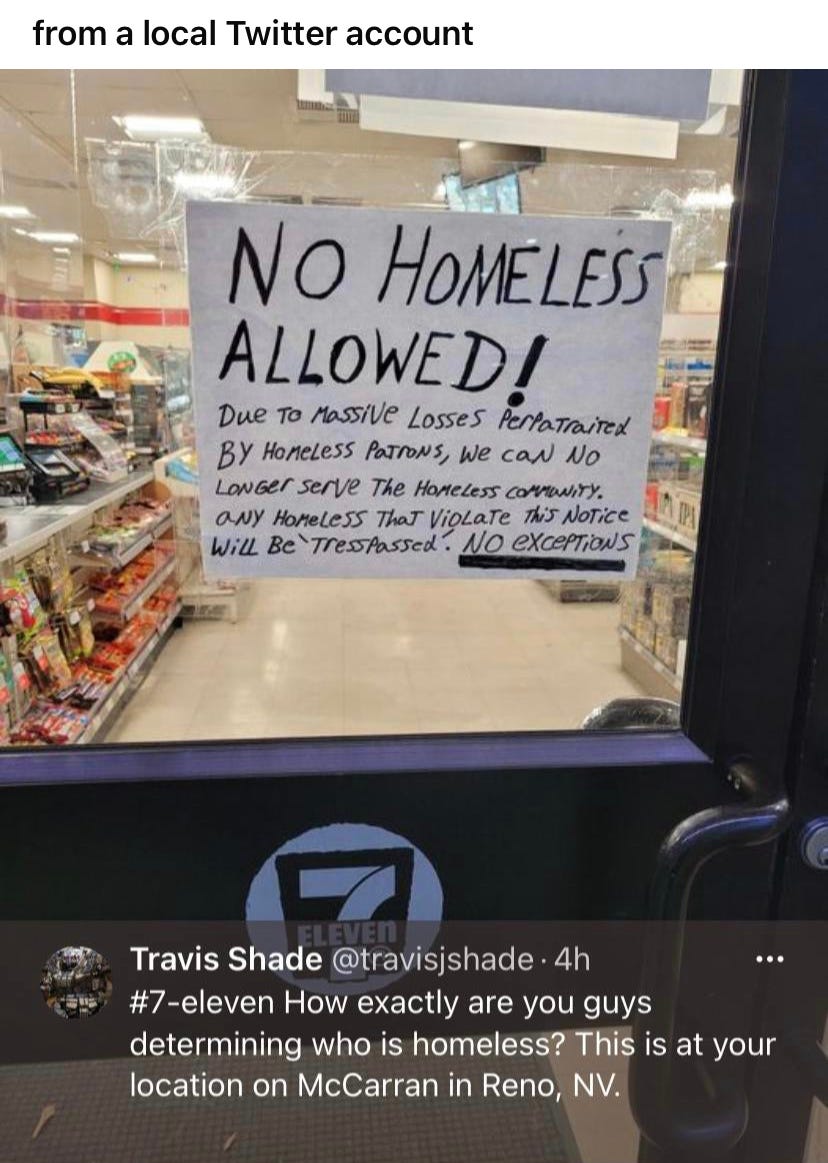 from a local Twitter account
NO HOMELESS
ALLOWED!
Due To Massive Losses PerpaTraiTed
By Homeless PaTrons, We can No
Longer serve The Homeless community.
any Homeless ThaT VioLaTe This NoTice
WiLL Be `TressPassed`. No excepTions
7
ELEVEn
Travis Shade @travisjshade · 4h
#7-eleven How exactly are you guys
determining who is homeless? This is at your
location on McCarran in Reno, NV.